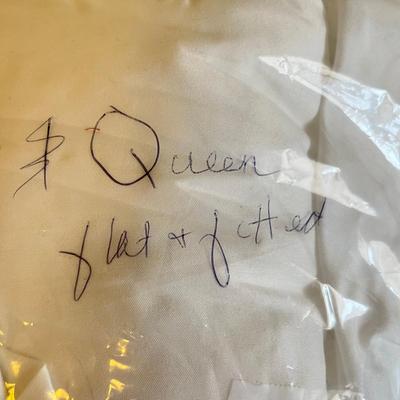 Queen
flat + fitted